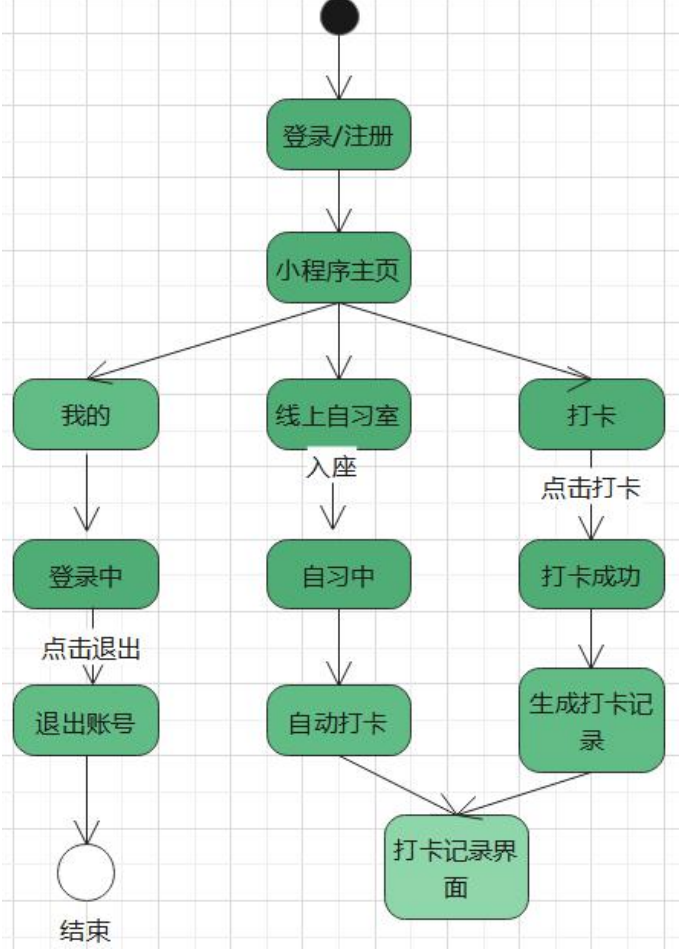 登录/注册
小程序主页
我的
线上自习室
打卡
入座
点击打卡
登录中
自习中
打卡成功
点击退出
退出账号
自动打卡
生成打卡记
录
打卡记录界
面
结束